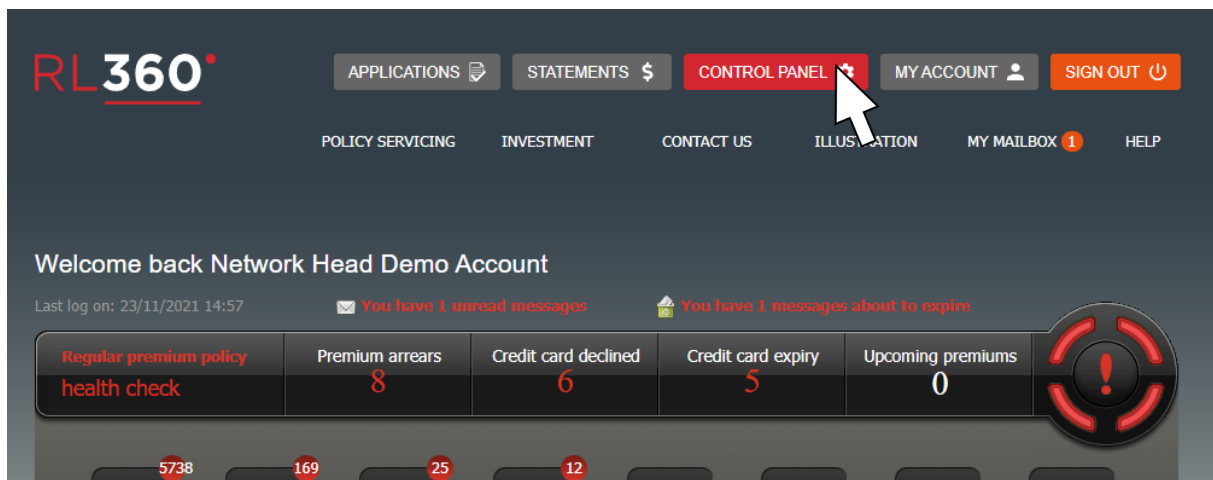 RL360°
APPLICATIONS STATEMENTS $ CONTROL PANEL MY ACCOUNT SIGN OUT
POLICY SERVICING INVESTMENT CONTACT US ILLUSTRATION MY MAILBOX 1 HELP
Welcome back Network Head Demo Account
Last log on: 23/11/2021 14:57 You have 1 unread messages You have 1 messages about to expire
Regular premium policy Premium arrears Credit card declined Credit card expiry Upcoming premiums
health check 8 6 5 0 !
5738 169 25 12